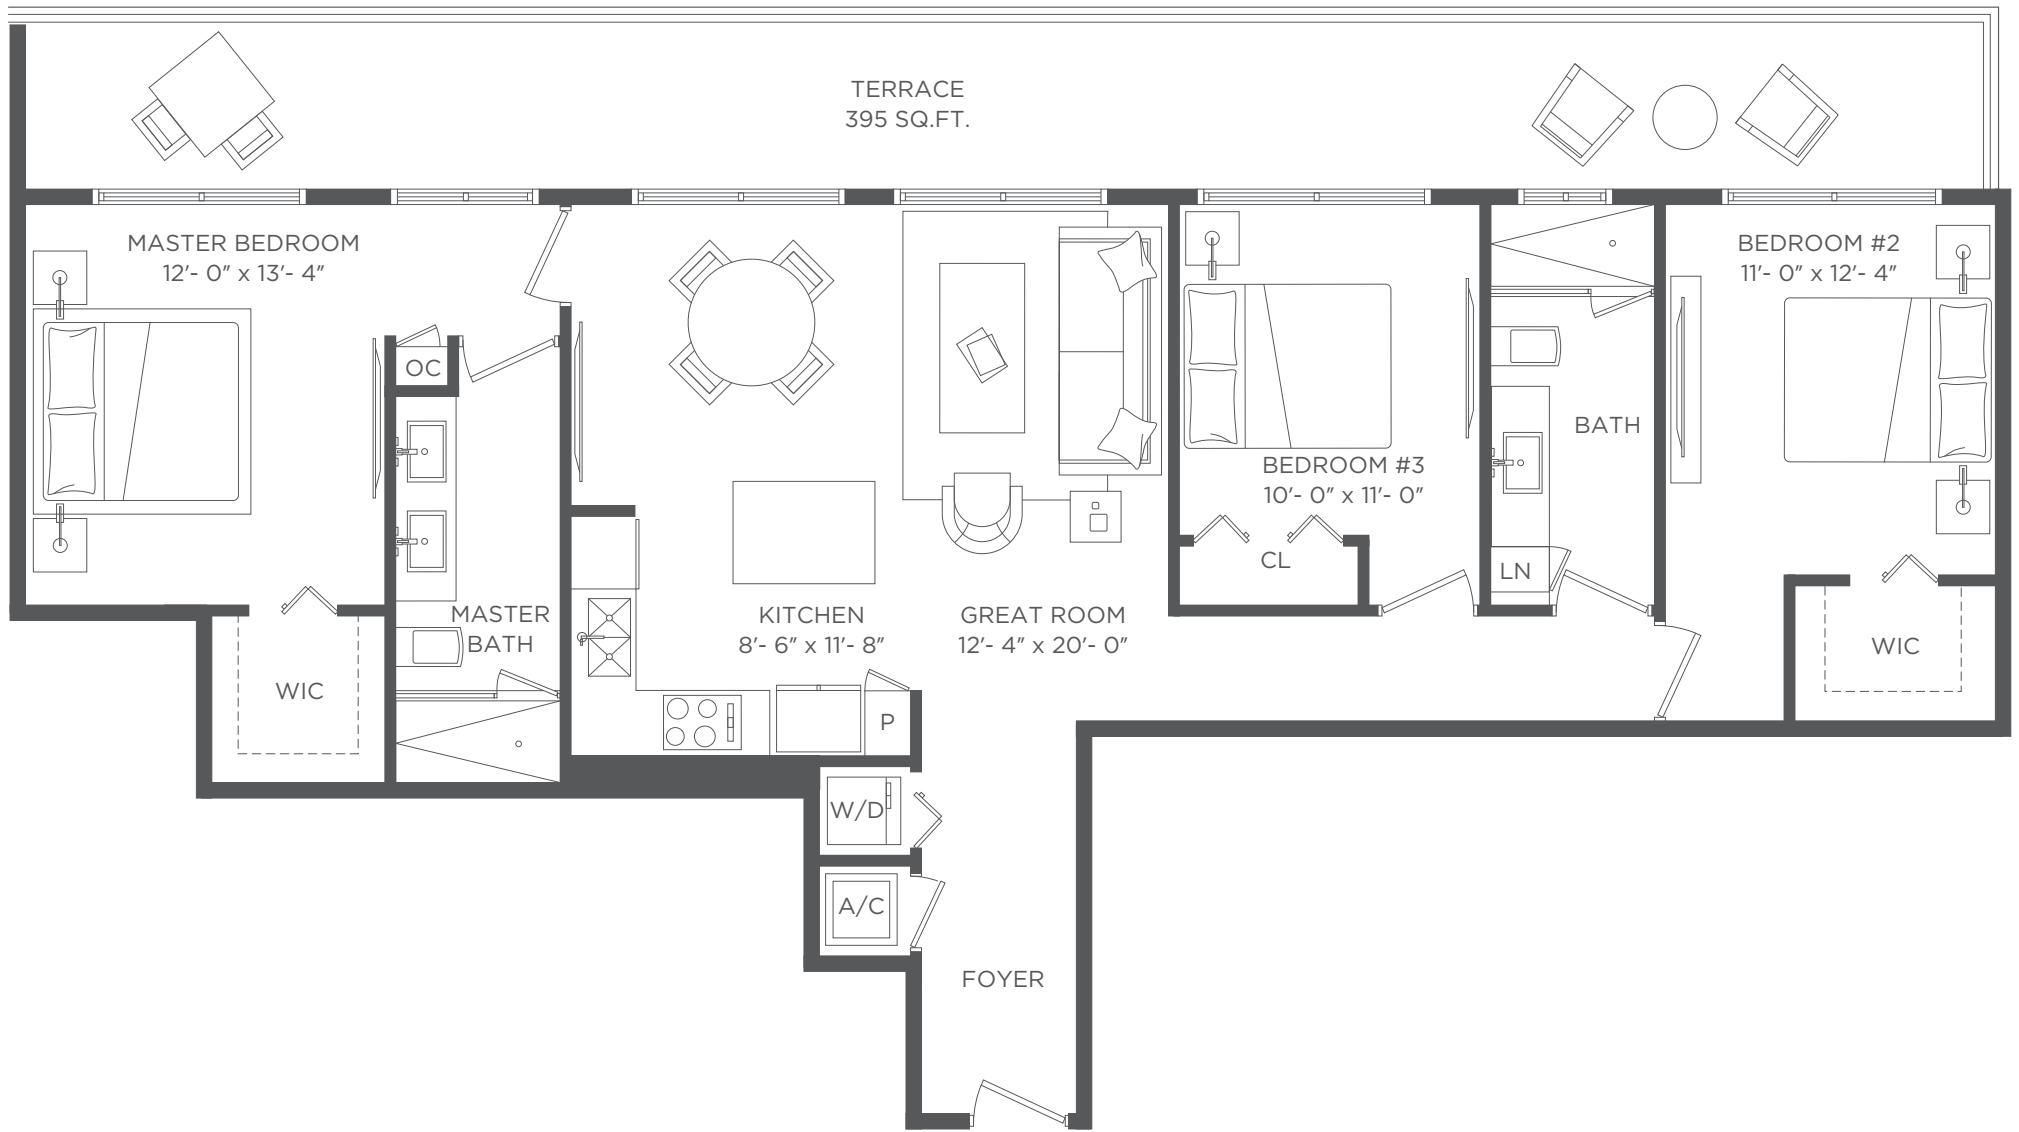 TERRACE
395 SQ.FT.
MASTER BEDROOM
12'- 0" x 13'- 4"
BEDROOM #2
11'- 0" x 12'- 4"
OC
BATH
BEDROOM #3
10'- 0" x 11'- 0"
CL
LN
MASTER
BATH
KITCHEN
8'- 6" x 11'- 8"
GREAT ROOM
12'- 4" x 20'- 0"
WIC
WIC
P
W/D
A/C
FOYER